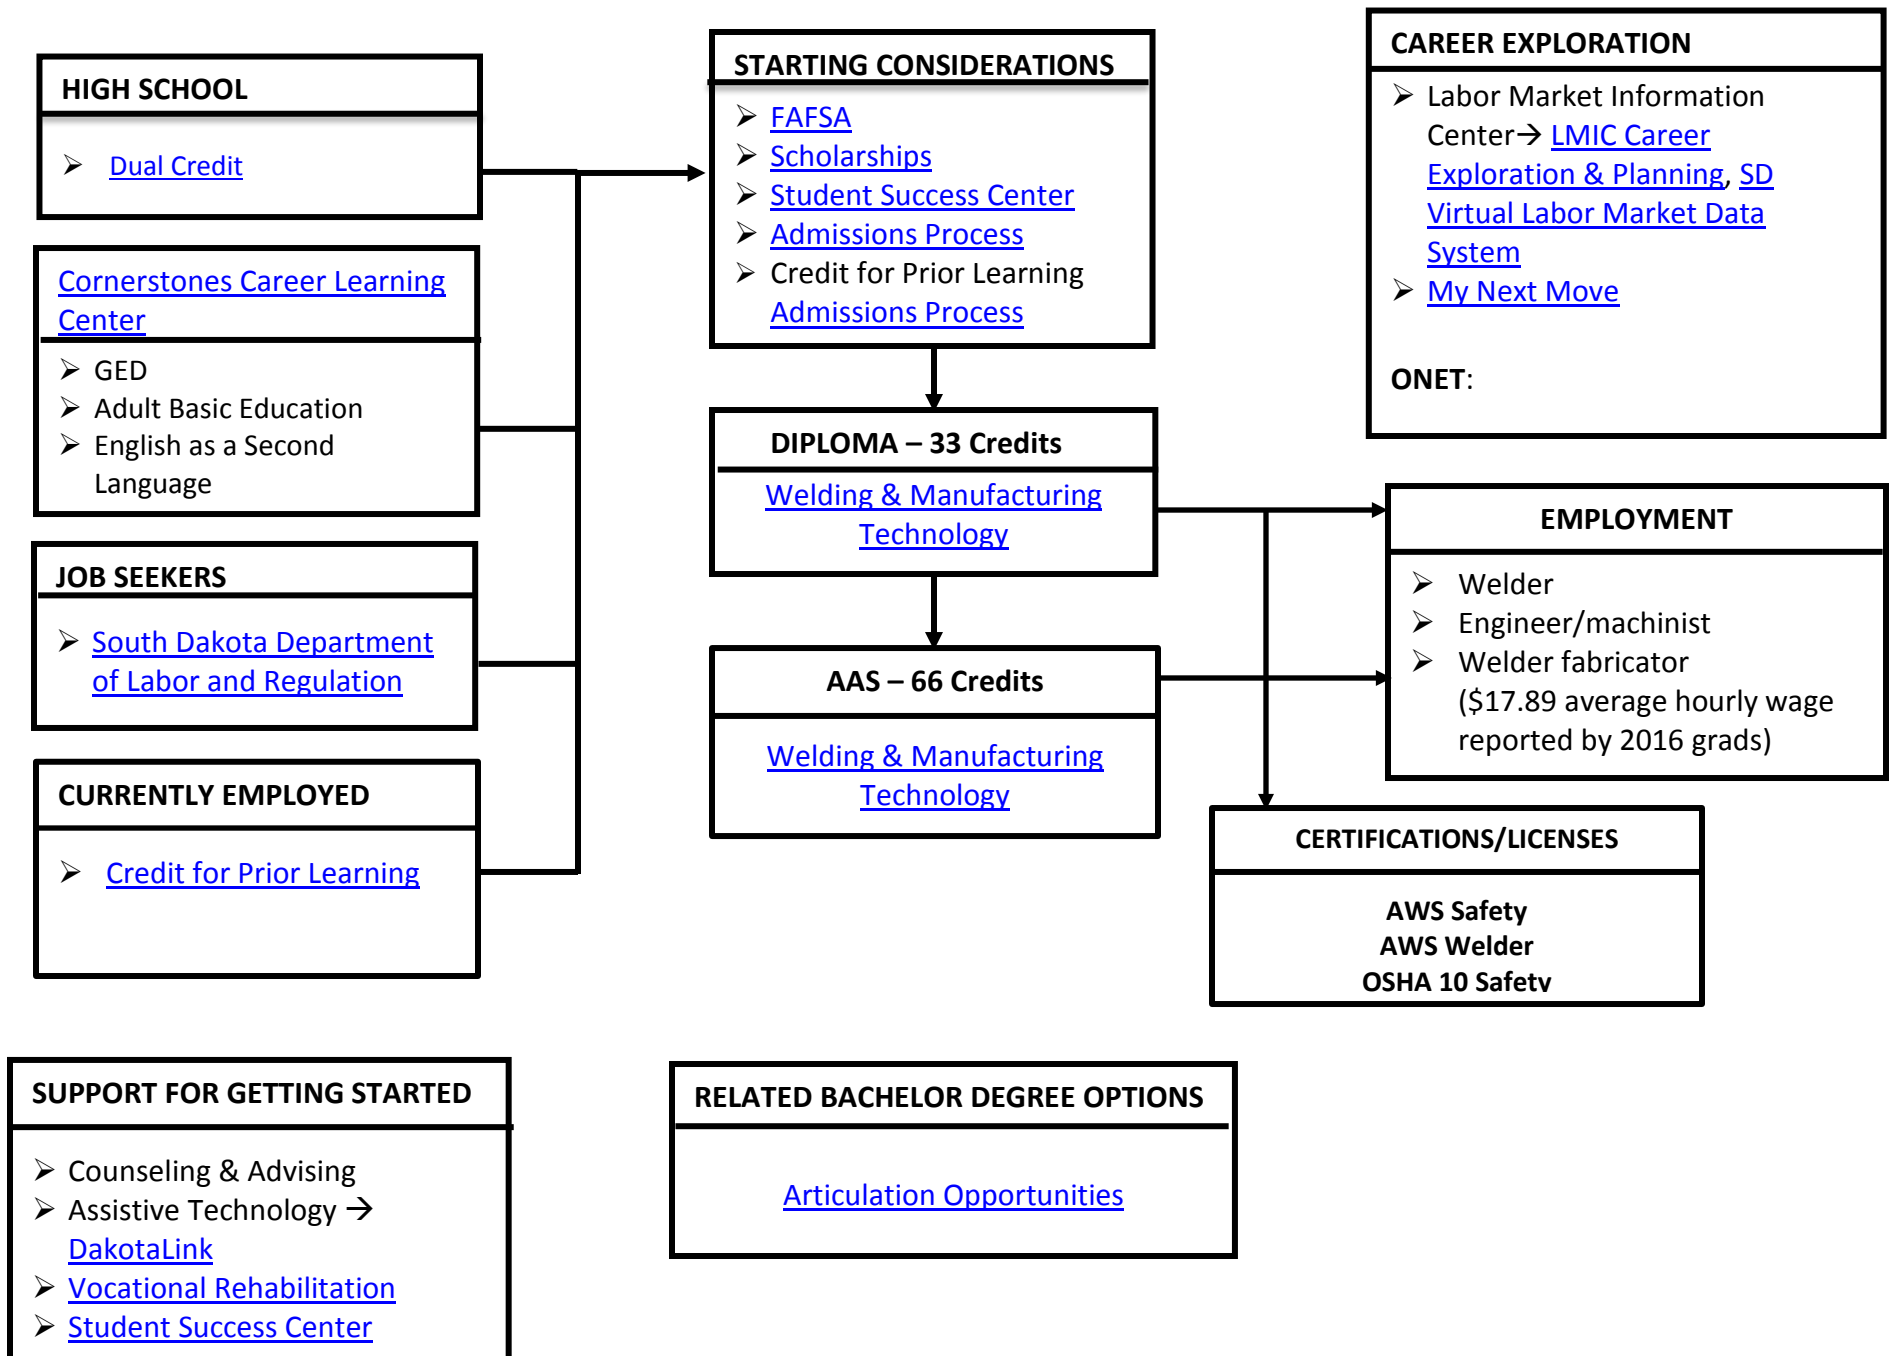 HIGH SCHOOL
➢ Dual Credit
Cornerstones Career Learning
Center
➢ GED
➢ Adult Basic Education
➢ English as a Second
Language
JOB SEEKERS
➢ South Dakota Department
of Labor and Regulation
CURRENTLY EMPLOYED
➢ Credit for Prior Learning
STARTING CONSIDERATIONS
➢ FAFSA
➢ Scholarships
➢ Student Success Center
➢ Admissions Process
➢ Credit for Prior Learning
Admissions Process
DIPLOMA – 33 Credits
Welding & Manufacturing
Technology
AAS – 66 Credits
Welding & Manufacturing
Technology
CAREER EXPLORATION
➢ Labor Market Information
Center→ LMIC Career
Exploration & Planning, SD
Virtual Labor Market Data
System
➢ My Next Move
ONET:
EMPLOYMENT
➢ Welder
➢ Engineer/machinist
➢ Welder fabricator
($17.89 average hourly wage
reported by 2016 grads)
CERTIFICATIONS/LICENSES
AWS Safety
AWS Welder
OSHA 10 Safety
SUPPORT FOR GETTING STARTED
➢ Counseling & Advising
➢ Assistive Technology →
DakotaLink
➢ Vocational Rehabilitation
➢ Student Success Center
RELATED BACHELOR DEGREE OPTIONS
Articulation Opportunities